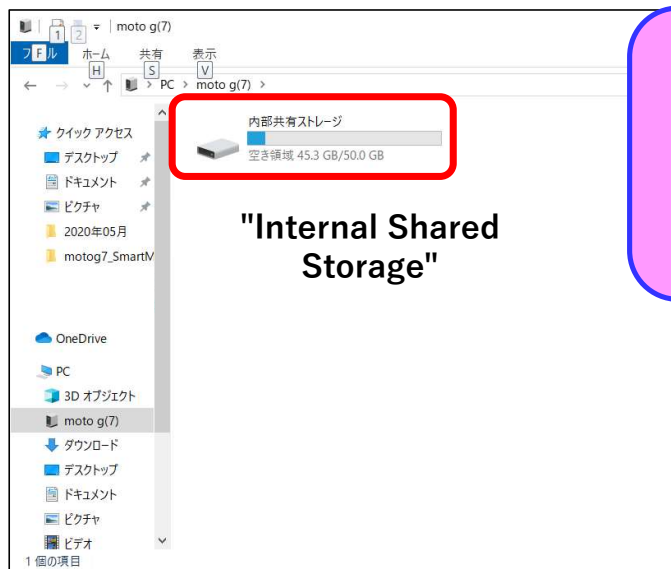 moto g(7)
1 2
フF ル ホーム 共有 表示
H S V
PC > moto g(7) >
クイック アクセス
デスクトップ
ドキュメント
ピクチャ
2020年05月
motog7_SmartM
OneDrive
PC
3D オブジェクト
moto g(7)
ダウンロード
デスクトップ
ドキュメント
ピクチャ
ビデオ
1 個の項目
内部共有ストレージ
空き領域 45.3 GB/50.0 GB
"Internal Shared
Storage"